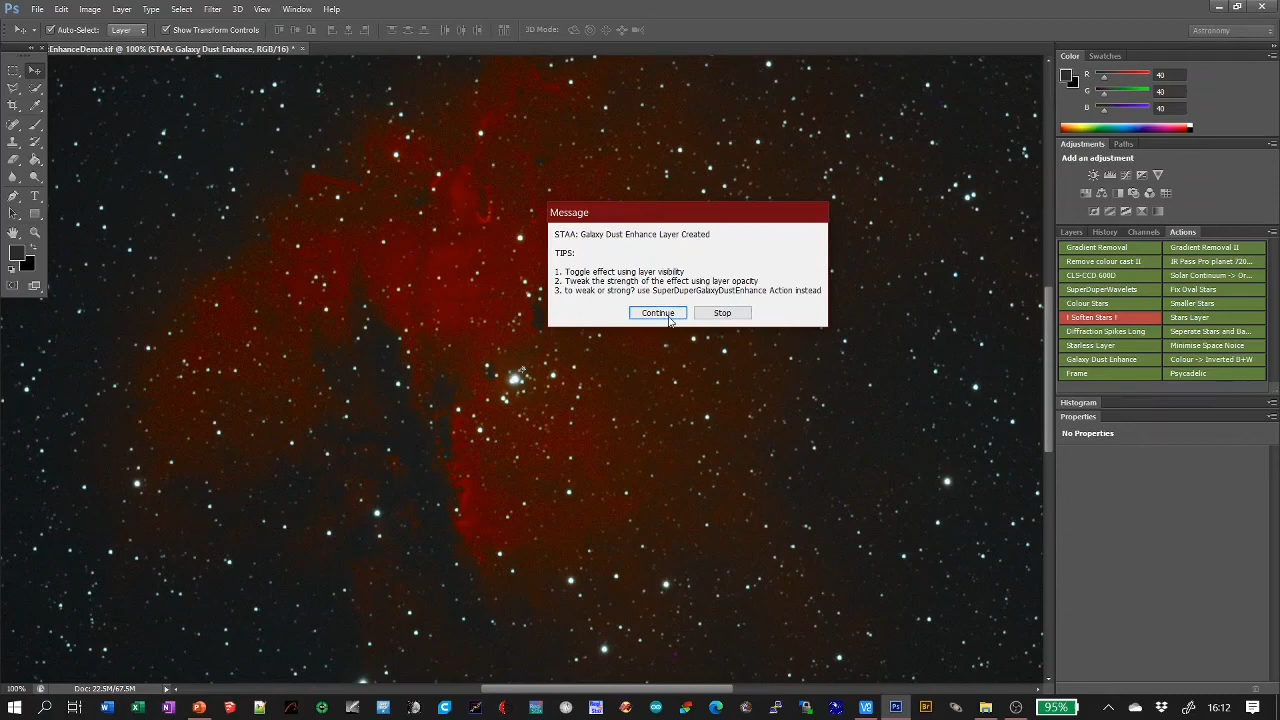 Ps File Edit Image Layer Type Select Filter 3D View Window Help
Auto-Select: Layer Show Transform Controls 3D Mode: Astronomy
EnhanceDemo.tif @ 100% (STAA: Galaxy Dust Enhance, RGB/16) *
Color Swatches
R 40
G 40
B 40
Adjustments Paths
Add an adjustment
Layers History Channels Actions
Gradient Removal Gradient Removal II
Remove colour cast II IR Pass Pro planet 720...
CLS-CCD 600D Solar Continuum -> Or...
SuperDuperWavelets Fix Oval Stars
Colour Stars Smaller Stars
! Soften Stars ! Stars Layer
Diffraction Spikes Long Seperate Stars and Ba...
Starless Layer Minimise Space Noice
Galaxy Dust Enhance Colour -> Inverted B+W
Frame Psycadelic
Histogram
Properties
No Properties
Message
STAA: Galaxy Dust Enhance Layer Created
TIPS:
1. Toggle effect using layer visibility
2. Tweak the strength of the effect using layer opacity
3. to weak or strong? use SuperDuperGalaxyDustEnhance Action instead
Continue Stop
100% Doc: 22.5M/67.5M
95% 16:12